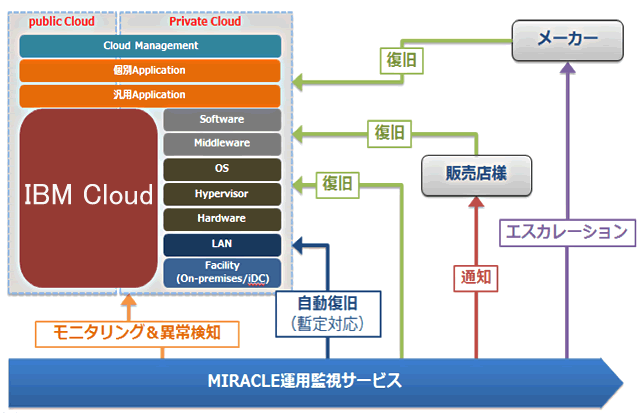 public Cloud
Private Cloud
Cloud Management
個別Application
汎用Application
IBM Cloud
Software
Middleware
OS
Hypervisor
Hardware
LAN
Facility
(On-premises/iDC)
メーカー
復旧
復旧
販売店様
復旧
エスカレーション
通知
自動復旧
（暫定対応）
モニタリング＆異常検知
MIRACLE運用監視サービス